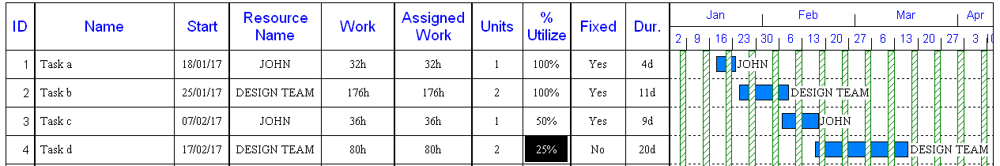 ID Name Start Resource Name Work Assigned Work Units % Utilize Fixed Dur. Jan Feb Mar Apr
2 9 16 23 30 6 13 20 27 6 13 20 27 3
1 Task a 18/01/17 JOHN 32h 32h 1 100% Yes 4d JOHN
2 Task b 25/01/17 DESIGN TEAM 176h 176h 2 100% Yes 11d DESIGN TEAM
3 Task c 07/02/17 JOHN 36h 36h 1 50% Yes 9d JOHN
4 Task d 17/02/17 DESIGN TEAM 80h 80h 2 25% No 20d DESIGN TEAM